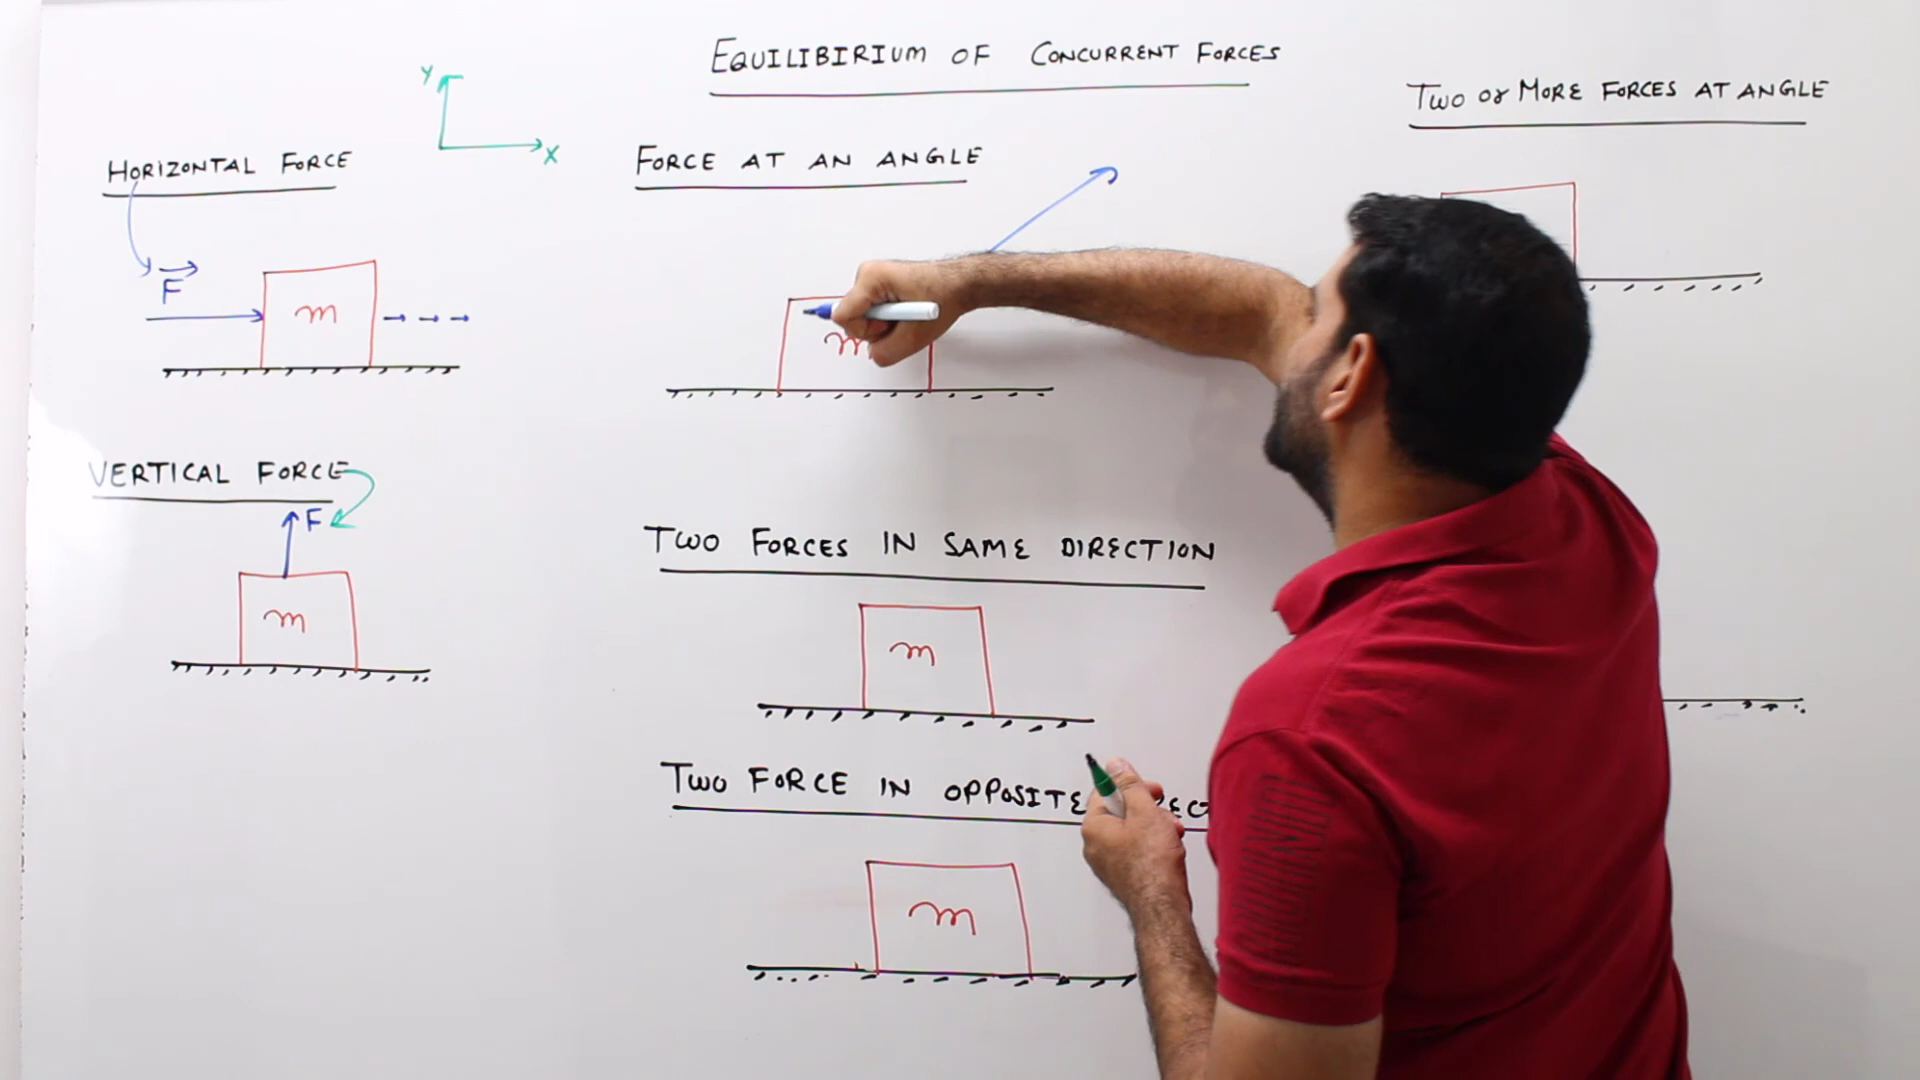 EQUILIBIRIUM OF CONCURRENT FORCES
Y
X
HORIZONTAL FORCE
F
m
VERTICAL FORCE
F
m
FORCE AT AN ANGLE
m
TWO FORCES IN SAME DIRECTION
m
TWO FORCE IN OPPOSITE
m
TWO or MORE FORCES AT ANGLE